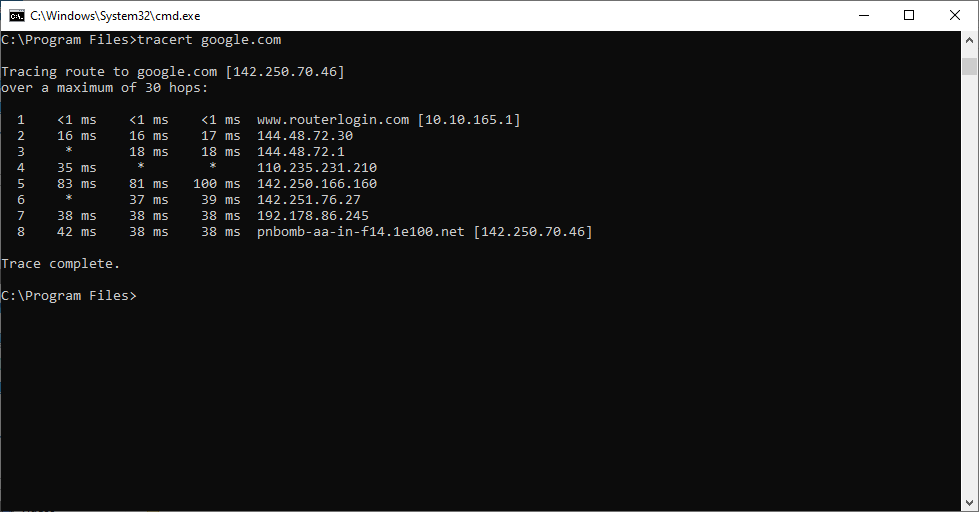 C:\Windows\System32\cmd.exe
C:\Program Files>tracert google.com
Tracing route to google.com [142.250.70.46]
over a maximum of 30 hops:
1 <1 ms <1 ms <1 ms www.routerlogin.com [10.10.165.1]
2 16 ms 16 ms 17 ms 144.48.72.30
3 * 18 ms 18 ms 144.48.72.1
4 35 ms * * 110.235.231.210
5 83 ms 81 ms 100 ms 142.250.166.160
6 * 37 ms 39 ms 142.251.76.27
7 38 ms 38 ms 38 ms 192.178.86.245
8 42 ms 38 ms 38 ms pnbomb-aa-in-f14.1e100.net [142.250.70.46]
Trace complete.
C:\Program Files>